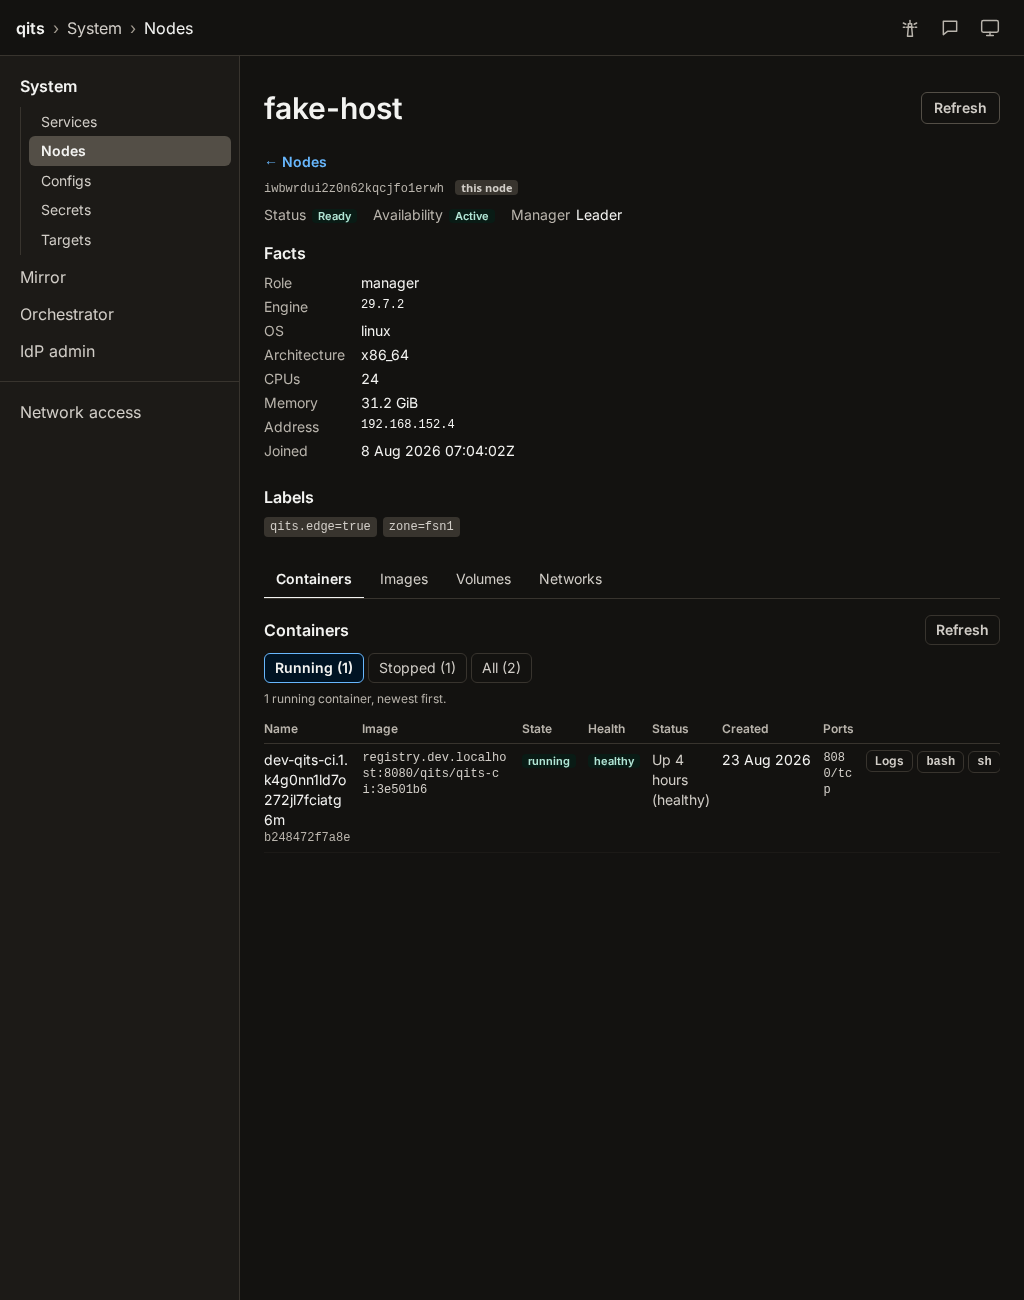 qits › System › Nodes
System
Services
Nodes
Configs
Secrets
Targets
Mirror
Orchestrator
IdP admin
Network access
fake-host
Refresh
← Nodes
iwbwrdui2z0n62kqcjfo1erwh this node
Status Ready Availability Active Manager Leader
Facts
Role manager
Engine 29.7.2
OS linux
Architecture x86_64
CPUs 24
Memory 31.2 GiB
Address 192.168.152.4
Joined 8 Aug 2026 07:04:02Z
Labels
qits.edge=true zone=fsn1
Containers Images Volumes Networks
Containers
Refresh
Running (1) Stopped (1) All (2)
1 running container, newest first.
Name Image State Health Status Created Ports
dev-qits-ci.1.
k4g0nn1ld7o
272jl7fciatg
6m
b248472f7a8e
registry.dev.localho
st:8080/qits/qits-c
i:3e501b6
running
healthy
Up 4
hours
(healthy)
23 Aug 2026
808
0/tc
p
Logs bash sh